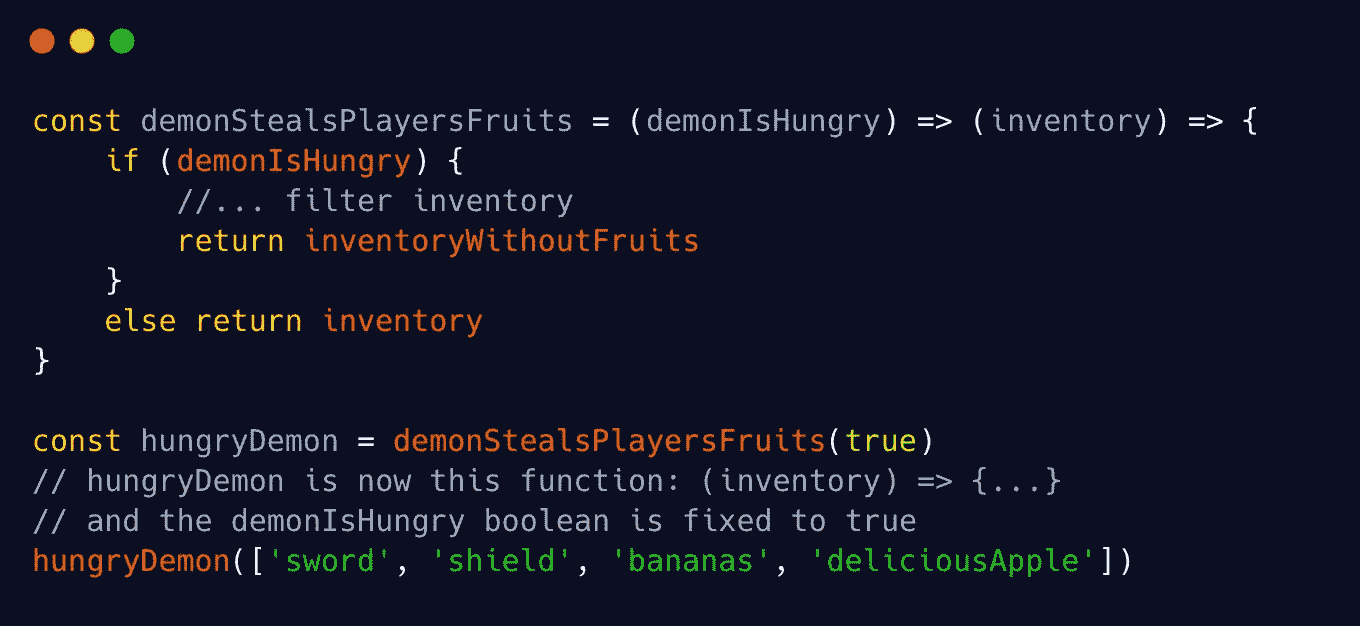 const demonStealsPlayersFruits = (demonIsHungry) => (inventory) => {
    if (demonIsHungry) {
        //... filter inventory
        return inventoryWithoutFruits
    }
    else return inventory
}
const hungryDemon = demonStealsPlayersFruits(true)
// hungryDemon is now this function: (inventory) => {...}
// and the demonIsHungry boolean is fixed to true
hungryDemon(['sword', 'shield', 'bananas', 'deliciousApple'])